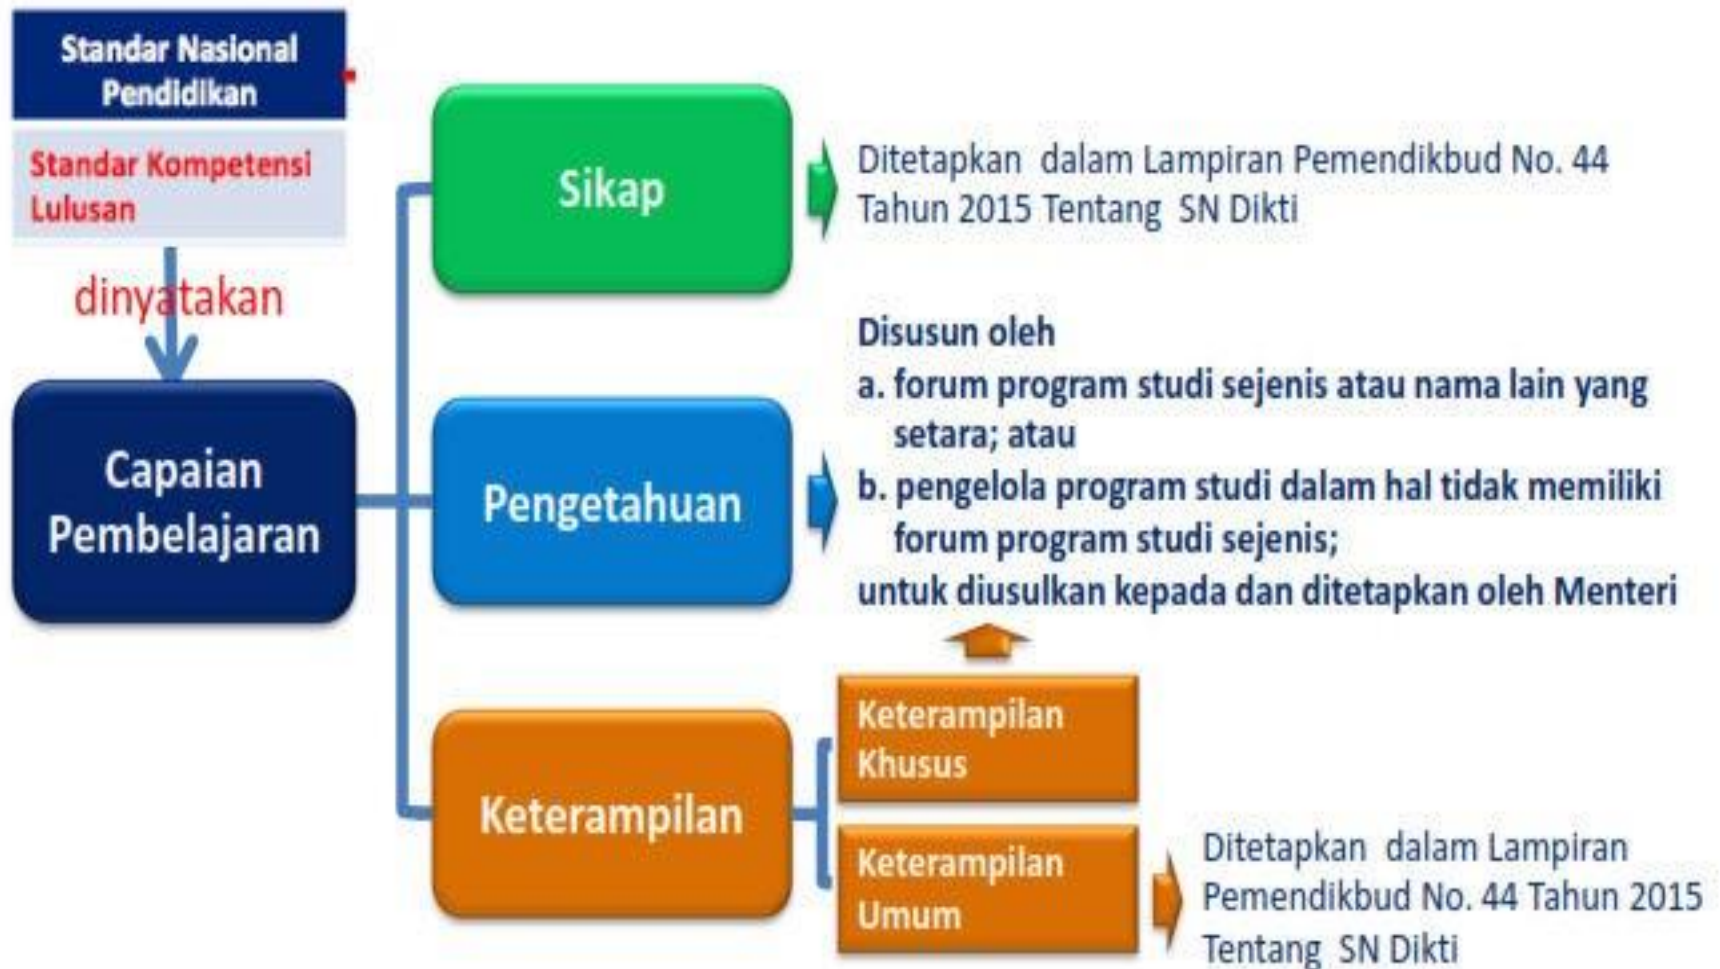 Standar Nasional
Pendidikan
Standar Kompetensi
Lulusan
dinyatakan
Capaian
Pembelajaran
Sikap
Ditetapkan dalam Lampiran Pemendikbud No. 44
Tahun 2015 Tentang SN Dikti
Pengetahuan
Disusun oleh
a. forum program studi sejenis atau nama lain yang
setara; atau
b. pengelola program studi dalam hal tidak memiliki
forum program studi sejenis;
untuk diusulkan kepada dan ditetapkan oleh Menteri
Keterampilan
Keterampilan
Khusus
Keterampilan
Umum
Ditetapkan dalam Lampiran
Pemendikbud No. 44 Tahun 2015
Tentang SN Dikti